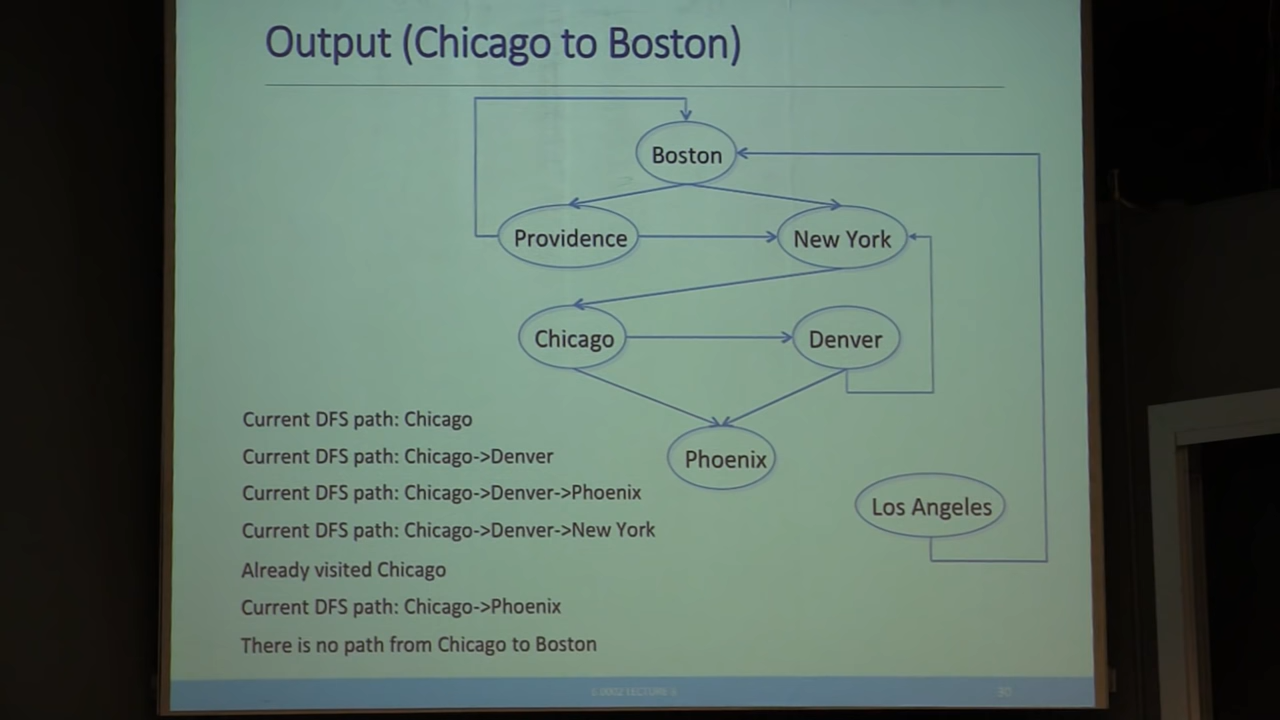 Output (Chicago to Boston)
Boston
Providence
New York
Chicago
Denver
Phoenix
Los Angeles
Current DFS path: Chicago
Current DFS path: Chicago->Denver
Current DFS path: Chicago->Denver->Phoenix
Current DFS path: Chicago->Denver->New York
Already visited Chicago
Current DFS path: Chicago->Phoenix
There is no path from Chicago to Boston
30